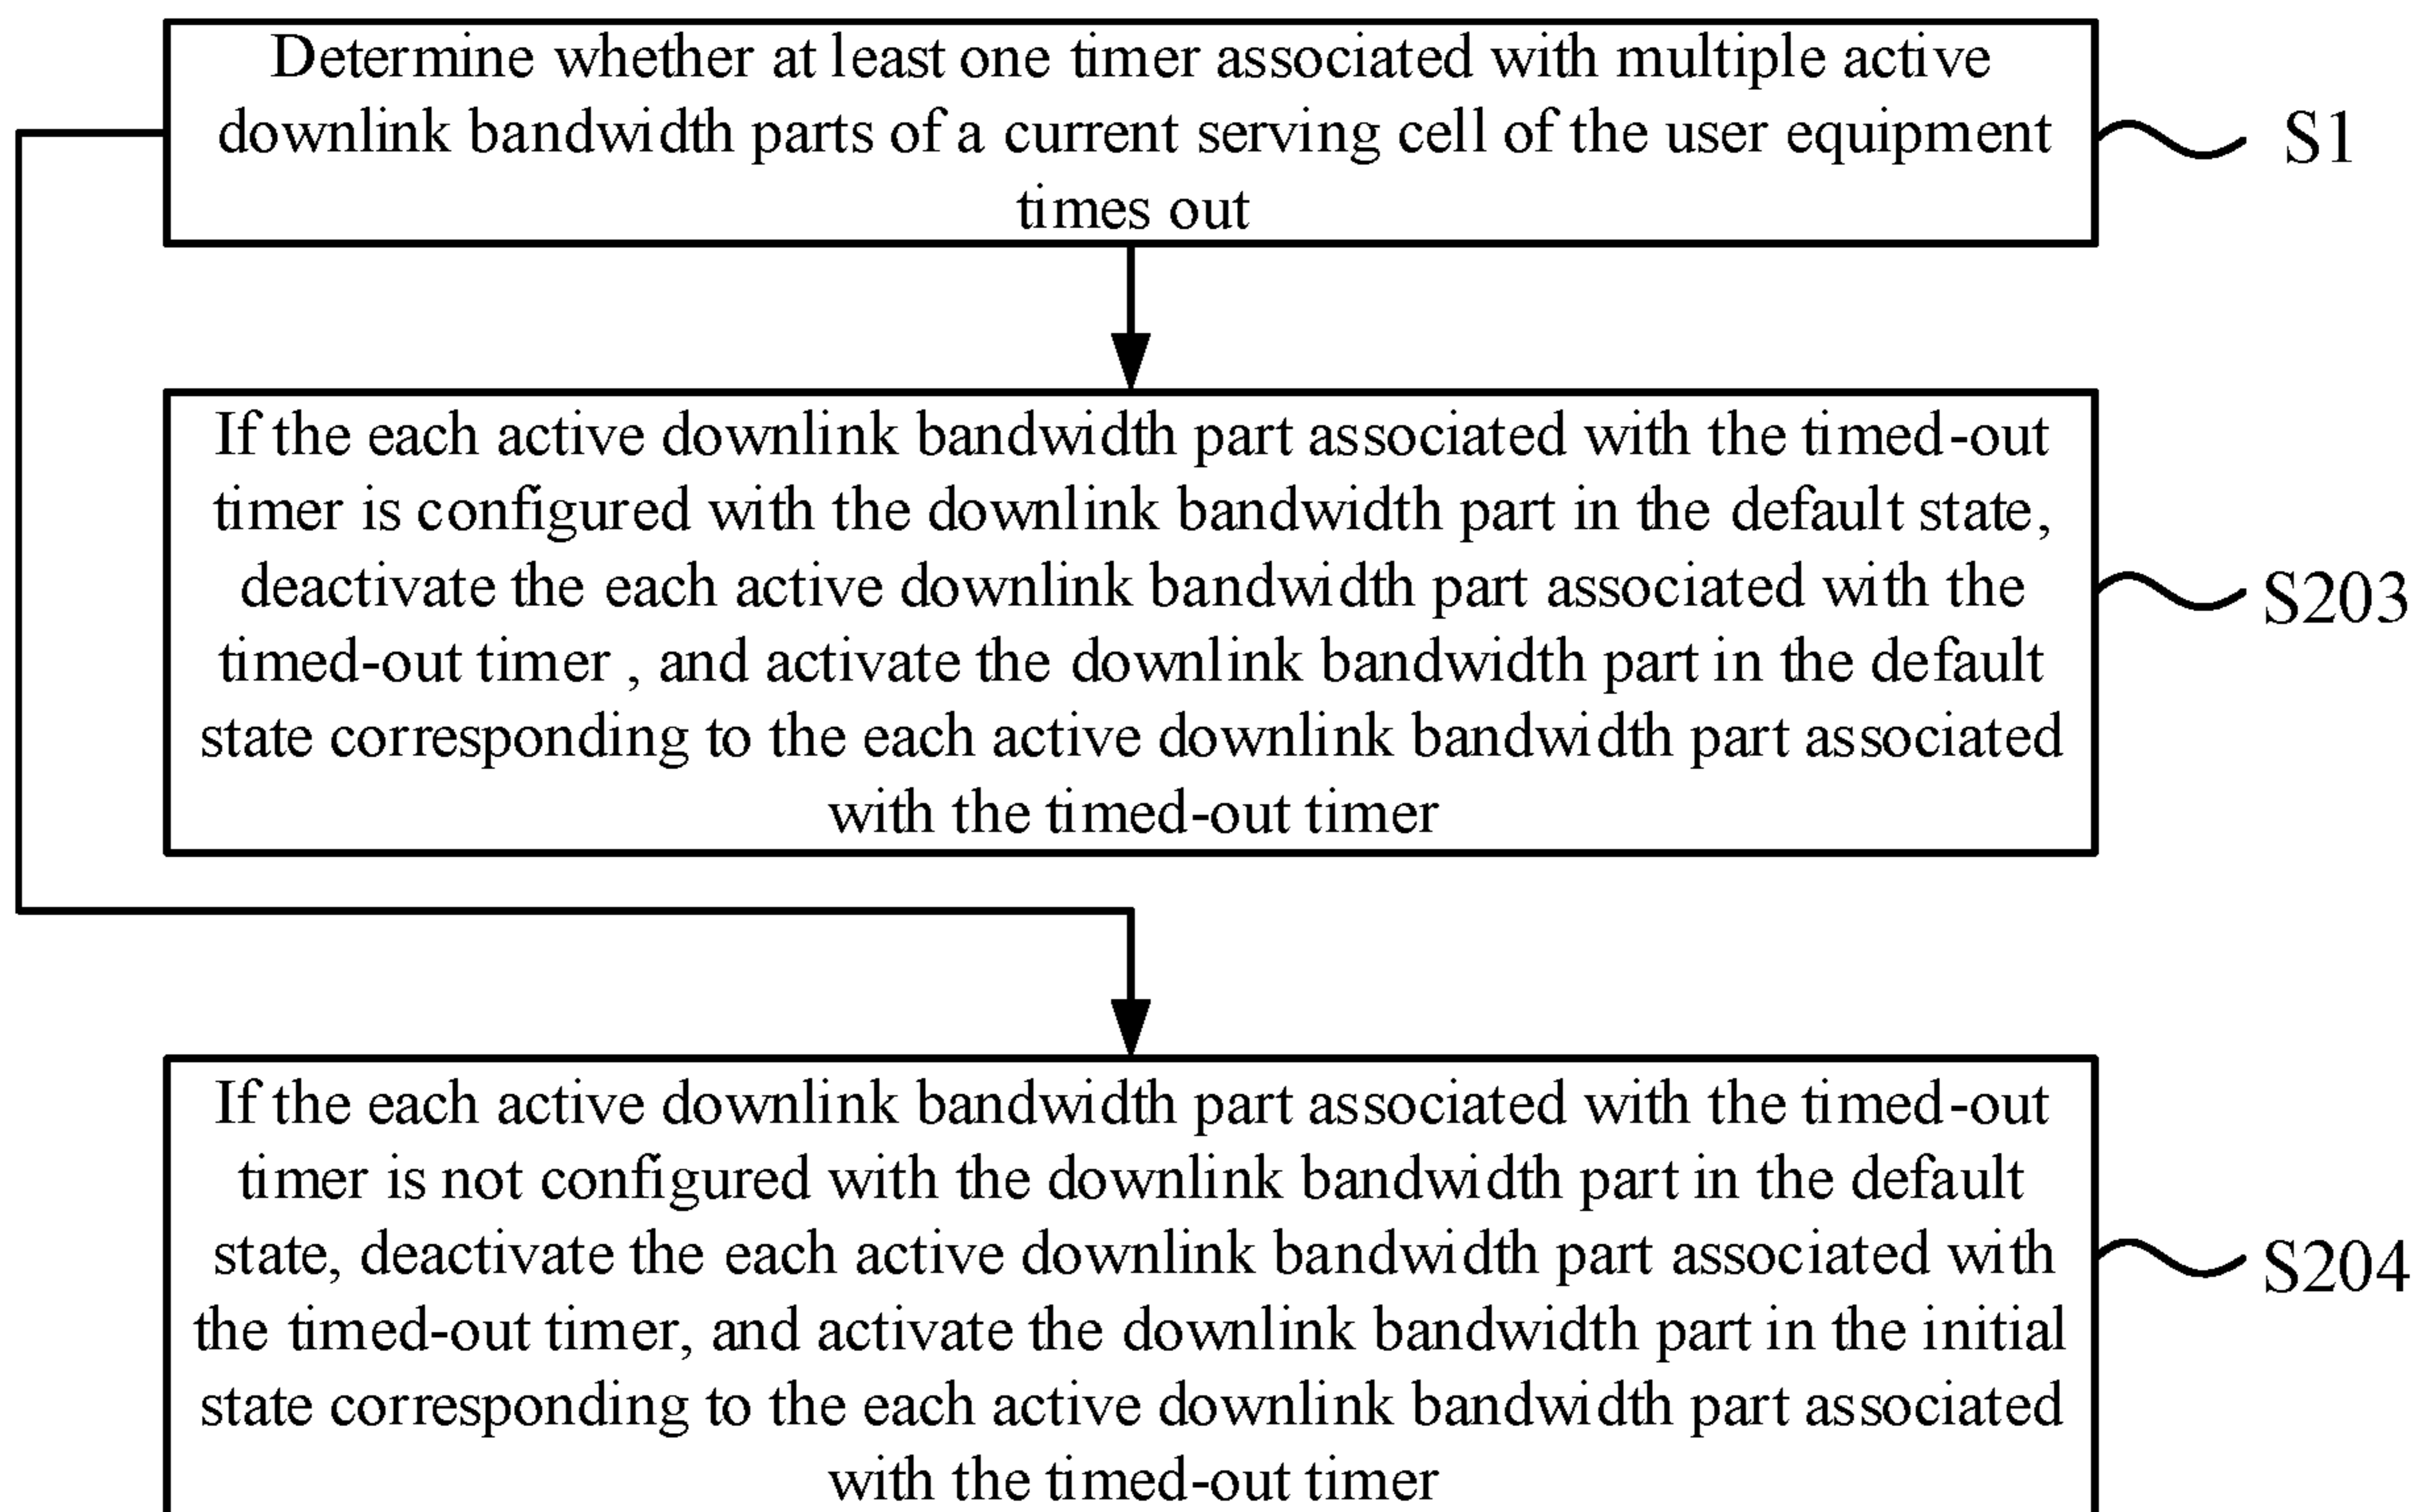 Determine whether at least one timer associated with multiple active
downlink bandwidth parts of a current serving cell of the user equipment
times out
S1
If the each active downlink bandwidth part associated with the timed-out
timer is configured with the downlink bandwidth part in the default state,
deactivate the each active downlink bandwidth part associated with the
timed-out timer , and activate the downlink bandwidth part in the default
state corresponding to the each active downlink bandwidth part associated
with the timed-out timer
S203
If the each active downlink bandwidth part associated with the timed-out
timer is not configured with the downlink bandwidth part in the default
state, deactivate the each active downlink bandwidth part associated with
the timed-out timer, and activate the downlink bandwidth part in the initial
state corresponding to the each active downlink bandwidth part associated
with the timed-out timer
S204